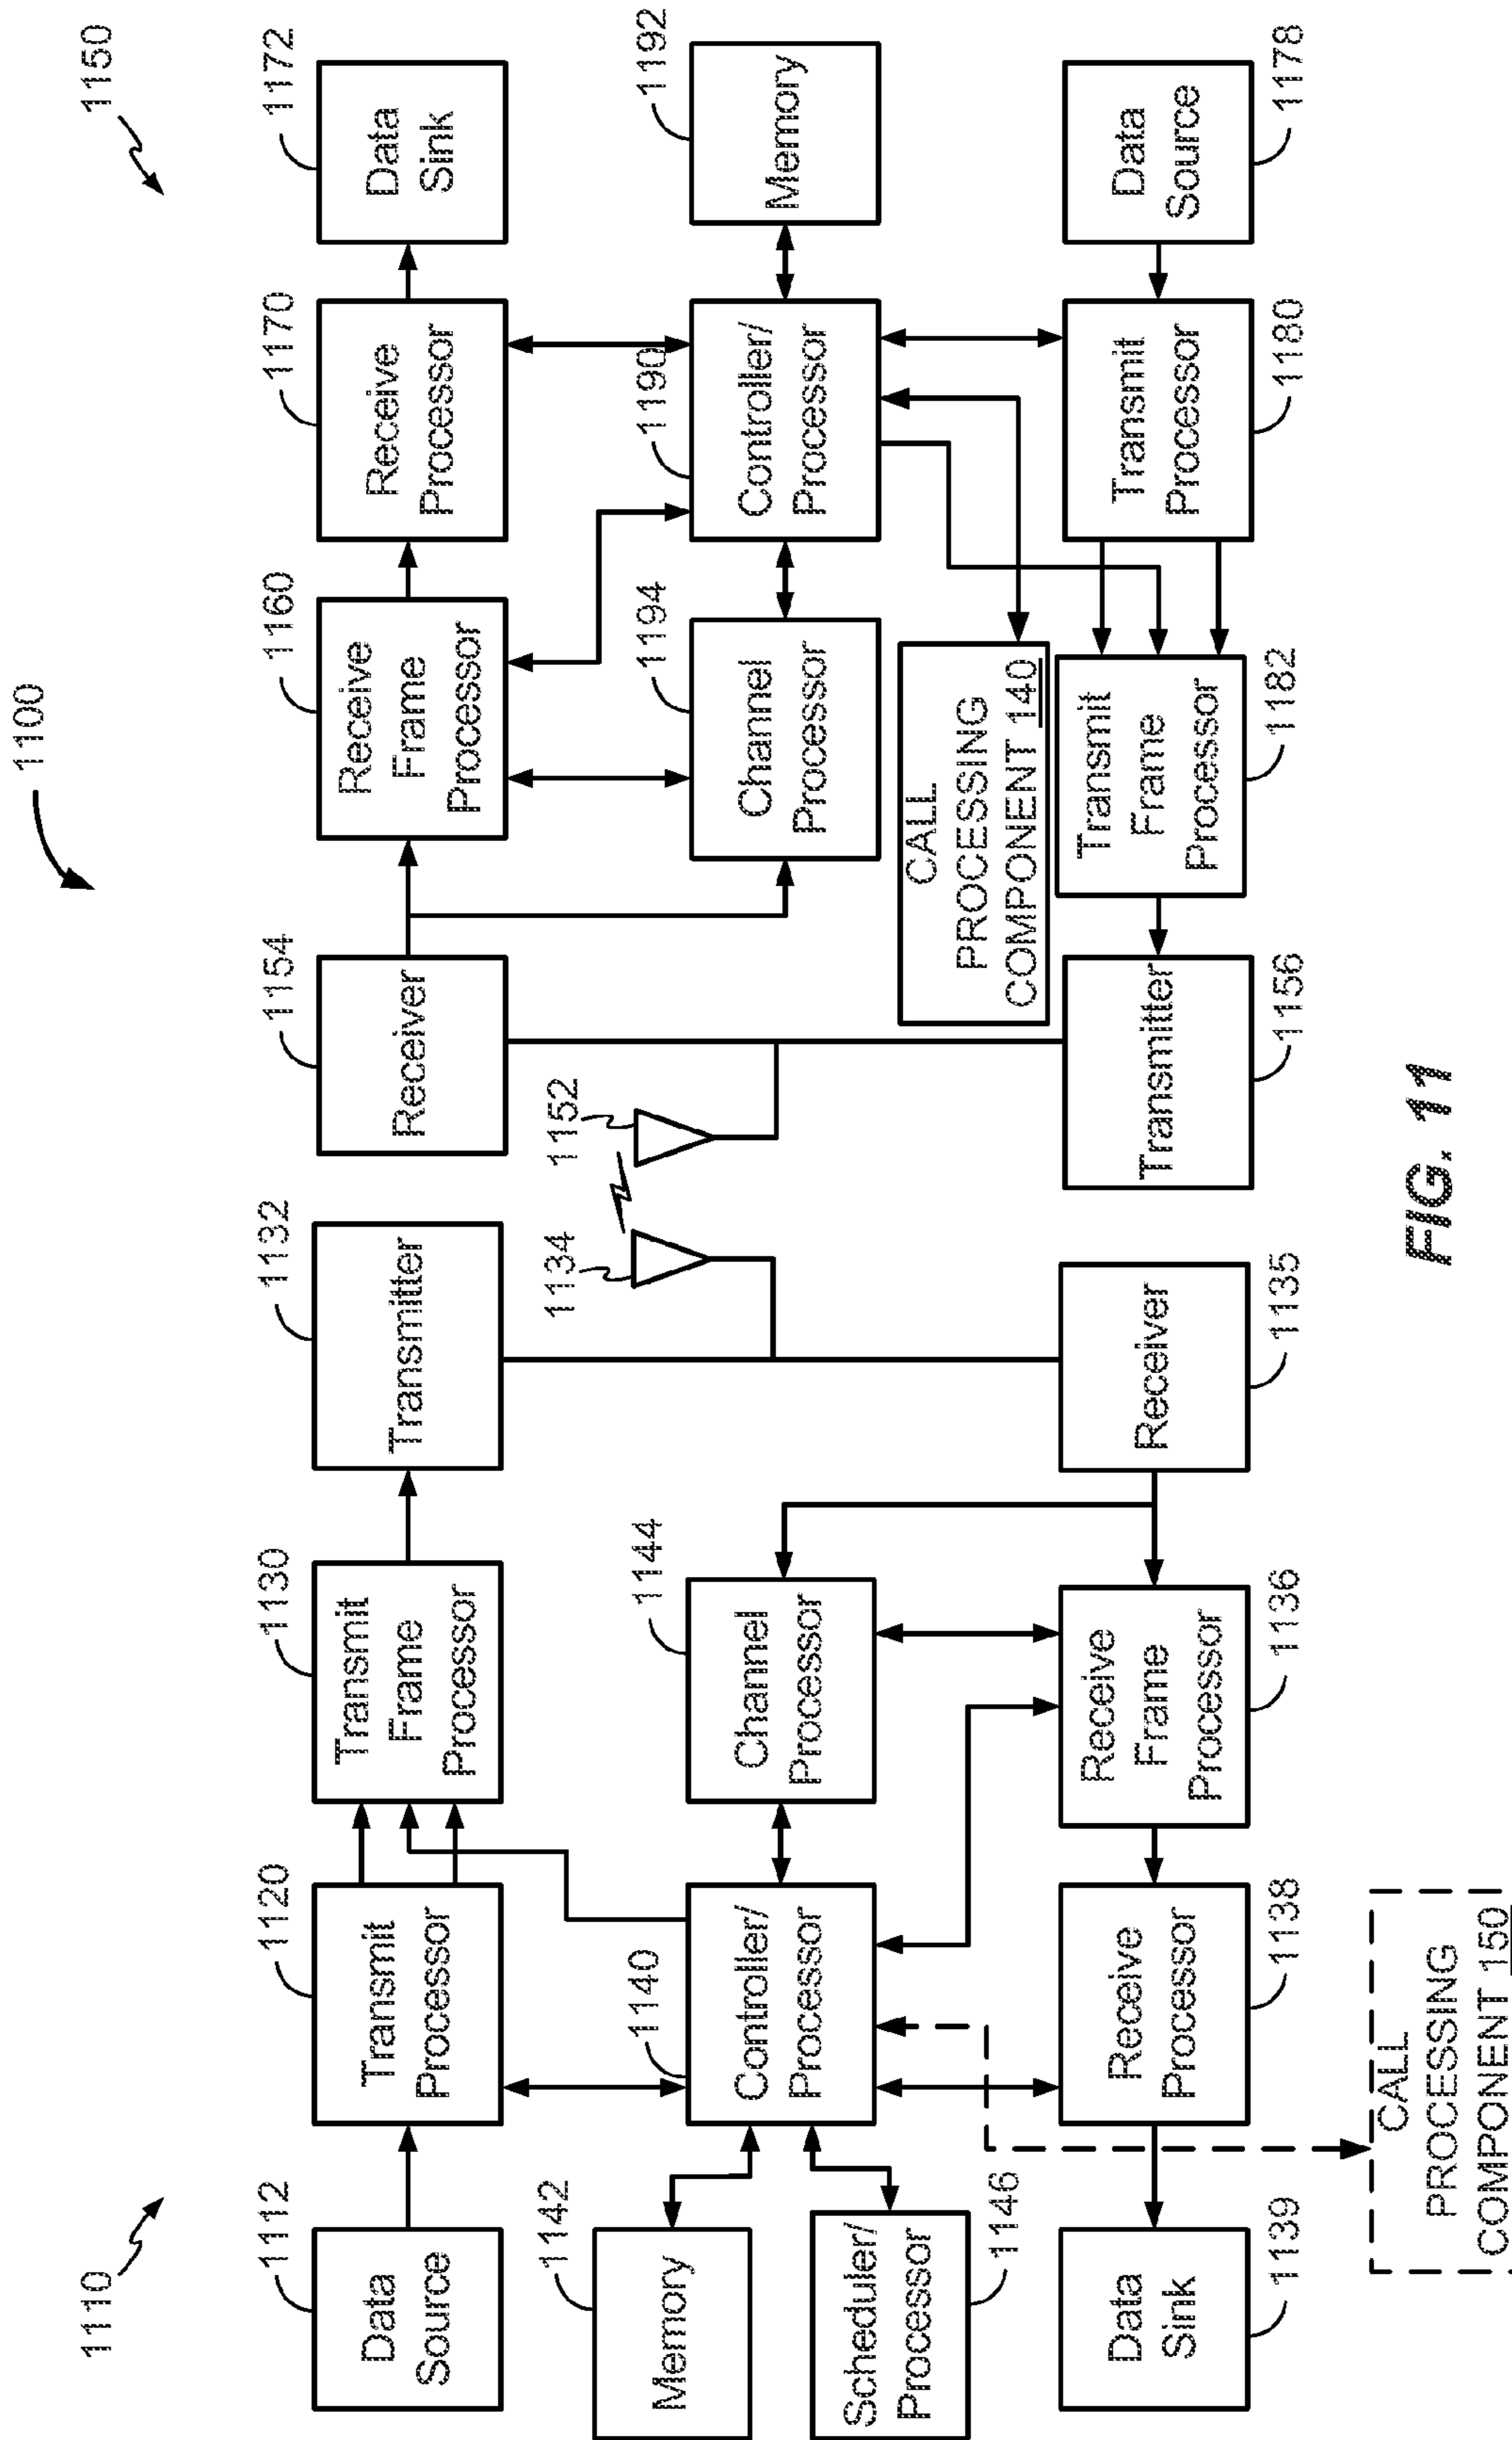 1100
1110
1150
1112
Data
Source
1120
Transmit
Processor
1130
Transmit
Frame
Processor
1132
Transmitter
1154
Receiver
1160
Receive
Frame
Processor
1170
Receive
Processor
1172
Data
Sink
1142
Memory
1140
Controller/
Processor
1144
Channel
Processor
1134
1152
1194
Channel
Processor
1190
Controller/
Processor
1192
Memory
Scheduler/
Processor
1146
CALL
PROCESSING
COMPONENT 140
Data
Sink
1139
Receive
Processor
1138
Receive
Frame
Processor
1136
Receiver
1135
Transmitter
1156
Transmit
Frame
Processor
1182
Transmit
Processor
1180
Data
Source
1178
CALL
PROCESSING
COMPONENT 150
FIG. 11